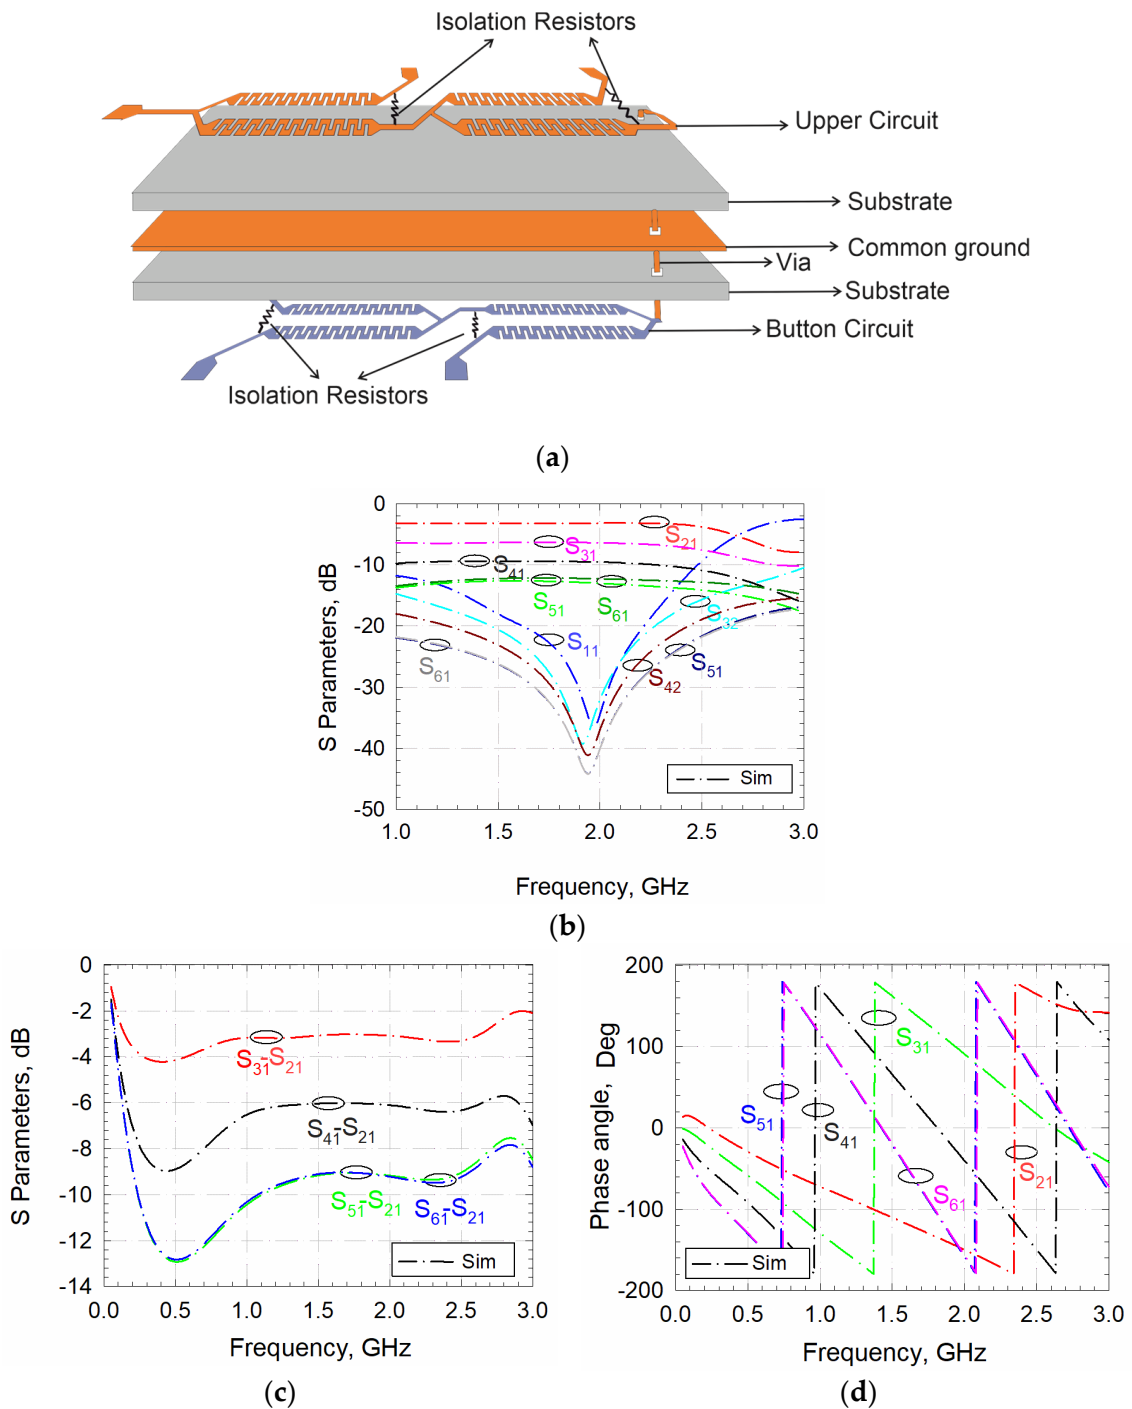 Isolation Resistors
Upper Circuit
Substrate
Common ground
Via
Substrate
Button Circuit
Isolation Resistors
(a)
0
-10
-20
-30
-40
-50
S Parameters, dB
S21
S31
S41
S51
S61
S32
S11
S61
S42
S51
Sim
1.0 1.5 2.0 2.5 3.0
Frequency, GHz
(b)
0
-2
-4
-6
-8
-10
-12
-14
S Parameters, dB
S31-S21
S41-S21
S51-S21
S61-S21
Sim
0.0 0.5 1.0 1.5 2.0 2.5 3.0
Frequency, GHz
(c)
200
100
0
-100
-200
Phase angle, Deg
S31
S51
S41
S21
S61
Sim
0.0 0.5 1.0 1.5 2.0 2.5 3.0
Frequency, GHz
(d)